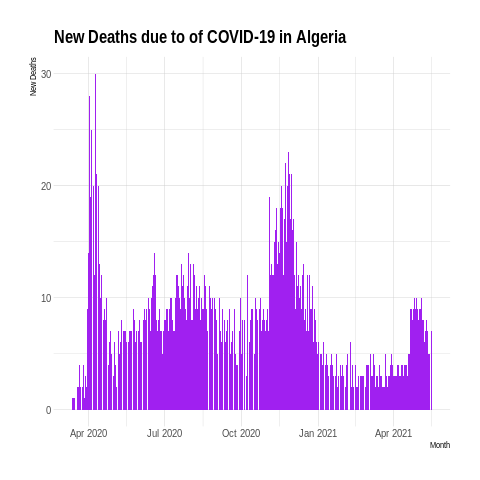 New Deaths due to of COVID-19 in Algeria
New Deaths
30
20
10
0
Apr 2020 Jul 2020 Oct 2020 Jan 2021 Apr 2021
Month